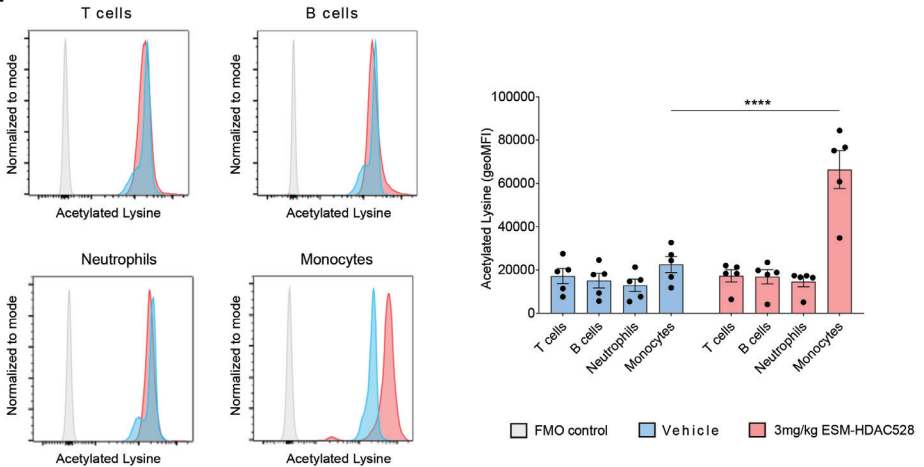 T cells
Normalized to mode
Acetylated Lysine
B cells
Normalized to mode
Acetylated Lysine
Neutrophils
Normalized to mode
Acetylated Lysine
Monocytes
Normalized to mode
Acetylated Lysine
Acetylated Lysine (geoMFI)
100000
80000
60000
40000
20000
0
****
T cells
B cells
Neutrophils
Monocytes
T cells
B cells
Neutrophils
Monocytes
FMO control
Vehicle
3mg/kg ESM-HDAC528